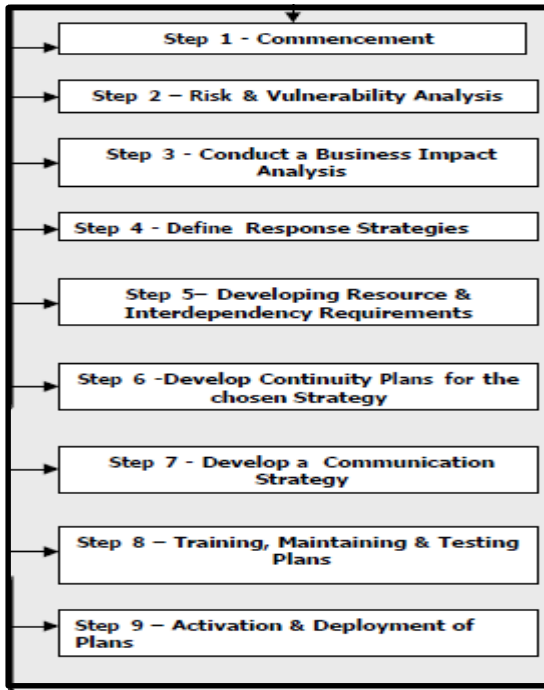 Step 1 - Commencement
Step 2 – Risk & Vulnerability Analysis
Step 3 - Conduct a Business Impact
Analysis
Step 4 - Define Response Strategies
Step 5– Developing Resource &
Interdependency Requirements
Step 6 -Develop Continuity Plans for the
chosen Strategy
Step 7 - Develop a Communication
Strategy
Step 8 – Training, Maintaining & Testing
Plans
Step 9 – Activation & Deployment of
Plans